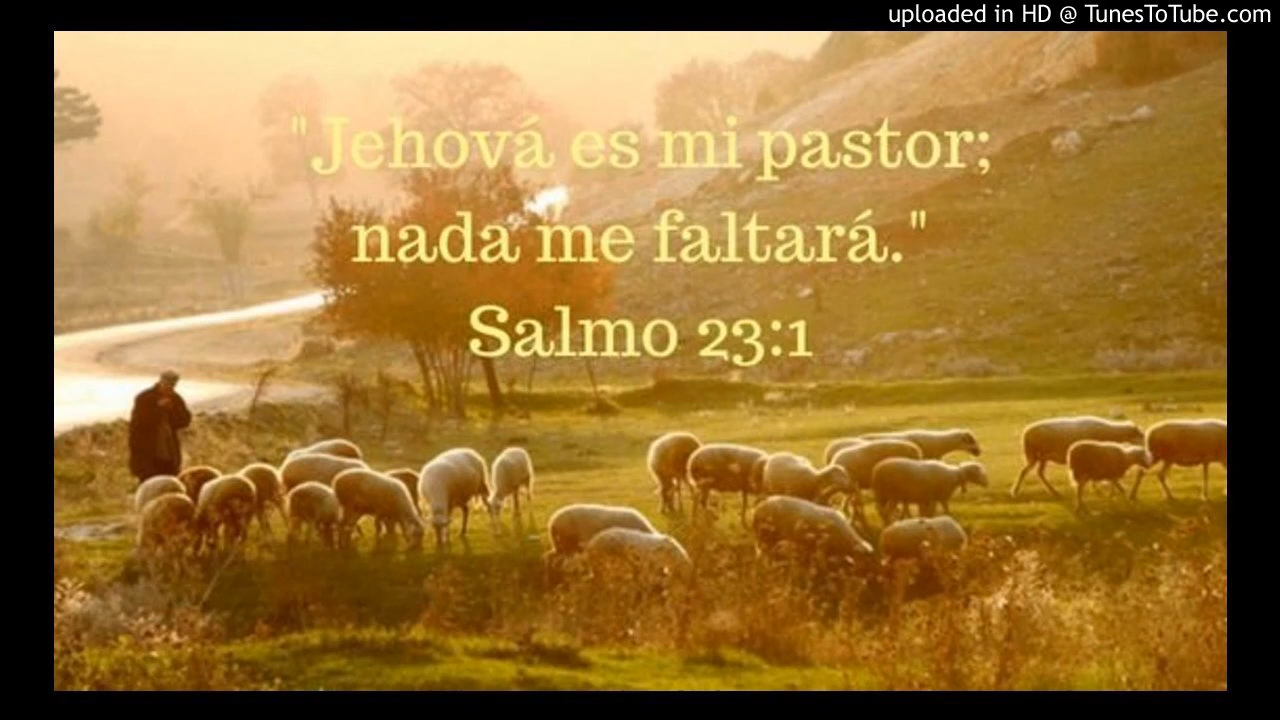 uploaded in HD @ TunesToTube.com
"Jehová es mi pastor;
nada me faltará."
Salmo 23:1